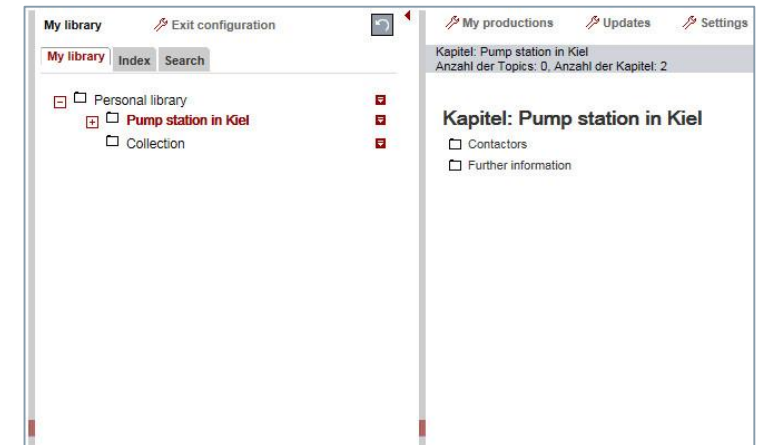 My library Exit configuration
My library Index Search
Personal library
Pump station in Kiel
Collection
My productions Updates Settings
Kapitel: Pump station in Kiel
Anzahl der Topics: 0, Anzahl der Kapitel: 2
Kapitel: Pump station in Kiel
Contactors
Further information